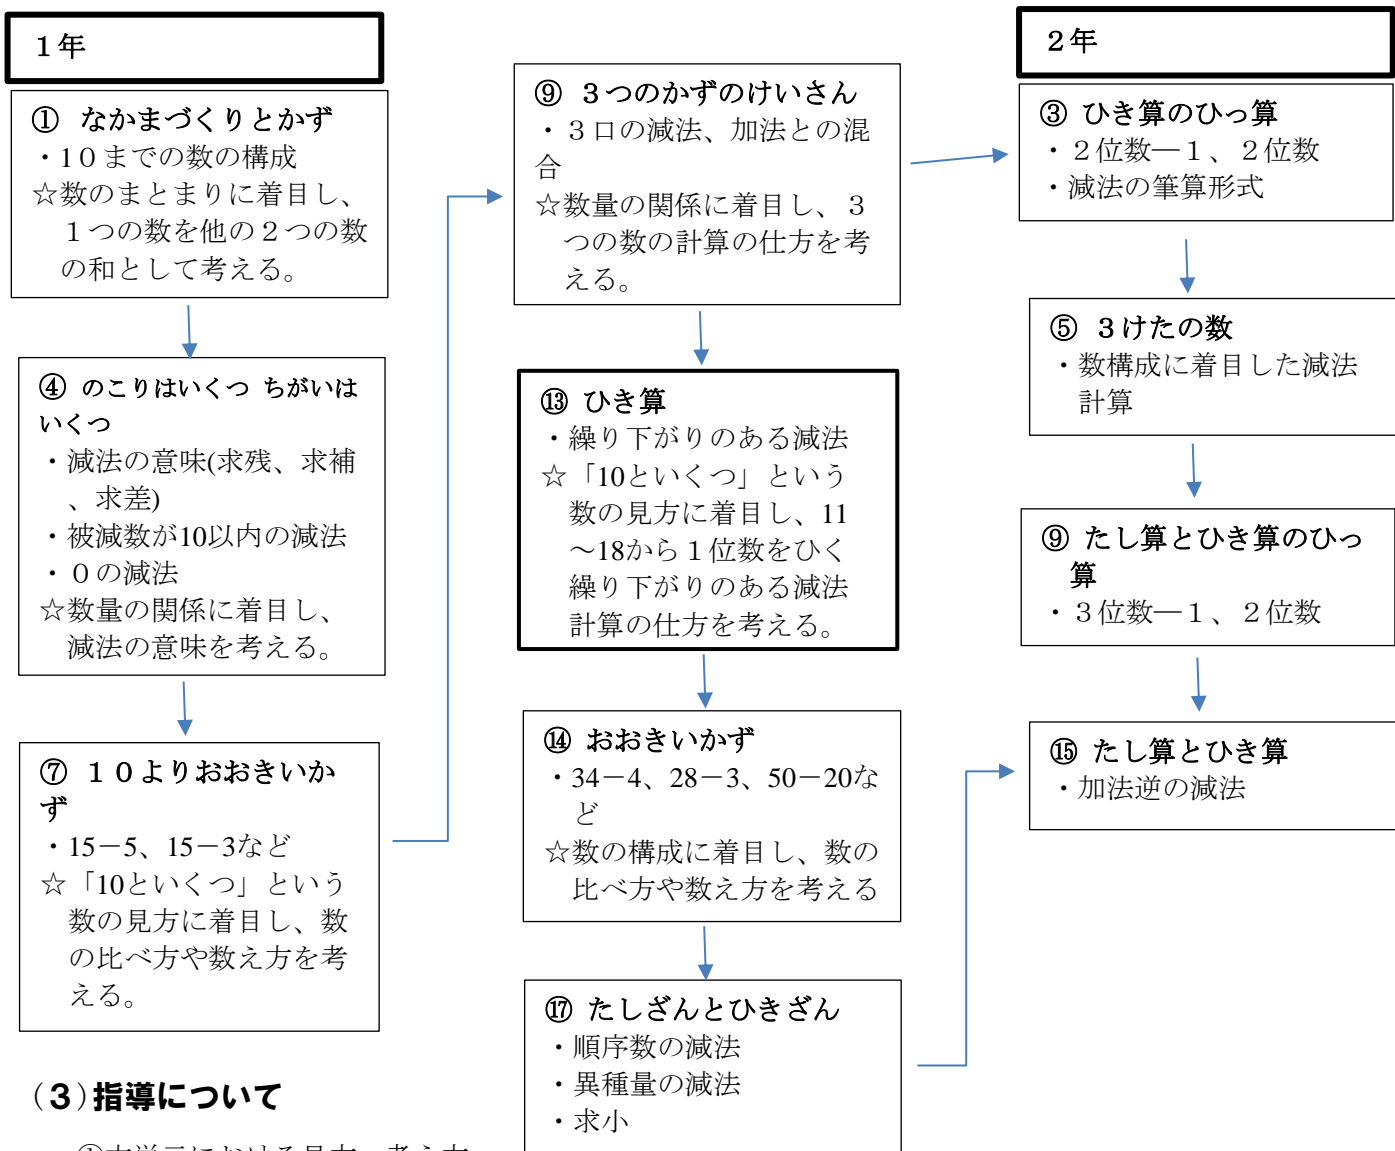 １年
① なかまづくりとかず
・1０までの数の構成
☆数のまとまりに着目し、
１つの数を他の２つの数
の和として考える。
④ のこりはいくつ ちがいは
いくつ
・減法の意味(求残、求補
、求差)
・被減数が10以内の減法
・０の減法
☆数量の関係に着目し、
減法の意味を考える。
⑦ １０よりおおきいか
ず
・15－5、15－3など
☆「10といくつ」という
数の見方に着目し、数
の比べ方や数え方を考
える。
⑨ ３つのかずのけいさん
・３口の減法、加法との混
合
☆数量の関係に着目し、３
つの数の計算の仕方を考
える。
⑬ ひき算
・繰り下がりのある減法
☆「10といくつ」という
数の見方に着目し、11
～18から１位数をひく
繰り下がりのある減法
計算の仕方を考える。
⑭ おおきいかず
・34－4、28－3、50－20な
ど
☆数の構成に着目し、数の
比べ方や数え方を考える
⑰ たしざんとひきざん
・順序数の減法
・異種量の減法
・求小
２年
③ ひき算のひっ算
・２位数―１、２位数
・減法の筆算形式
⑤ ３けたの数
・数構成に着目した減法
計算
⑨ たし算とひき算のひっ
算
・３位数―１、２位数
⑮ たし算とひき算
・加法逆の減法
（３）指導について